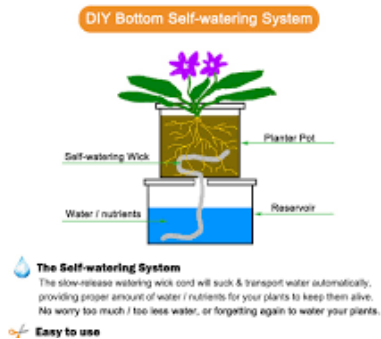 DIY Bottom Self-watering System
Planter Pot
Self-watering Wick
Water / nutrients
Reservoir
The Self-watering System
The slow-release watering wick cord will suck & transport water automatically,
providing proper amount of water / nutrients for your plants to keep them alive.
No worry too much / too less water, or forgetting again to water your plants.
Easy to use